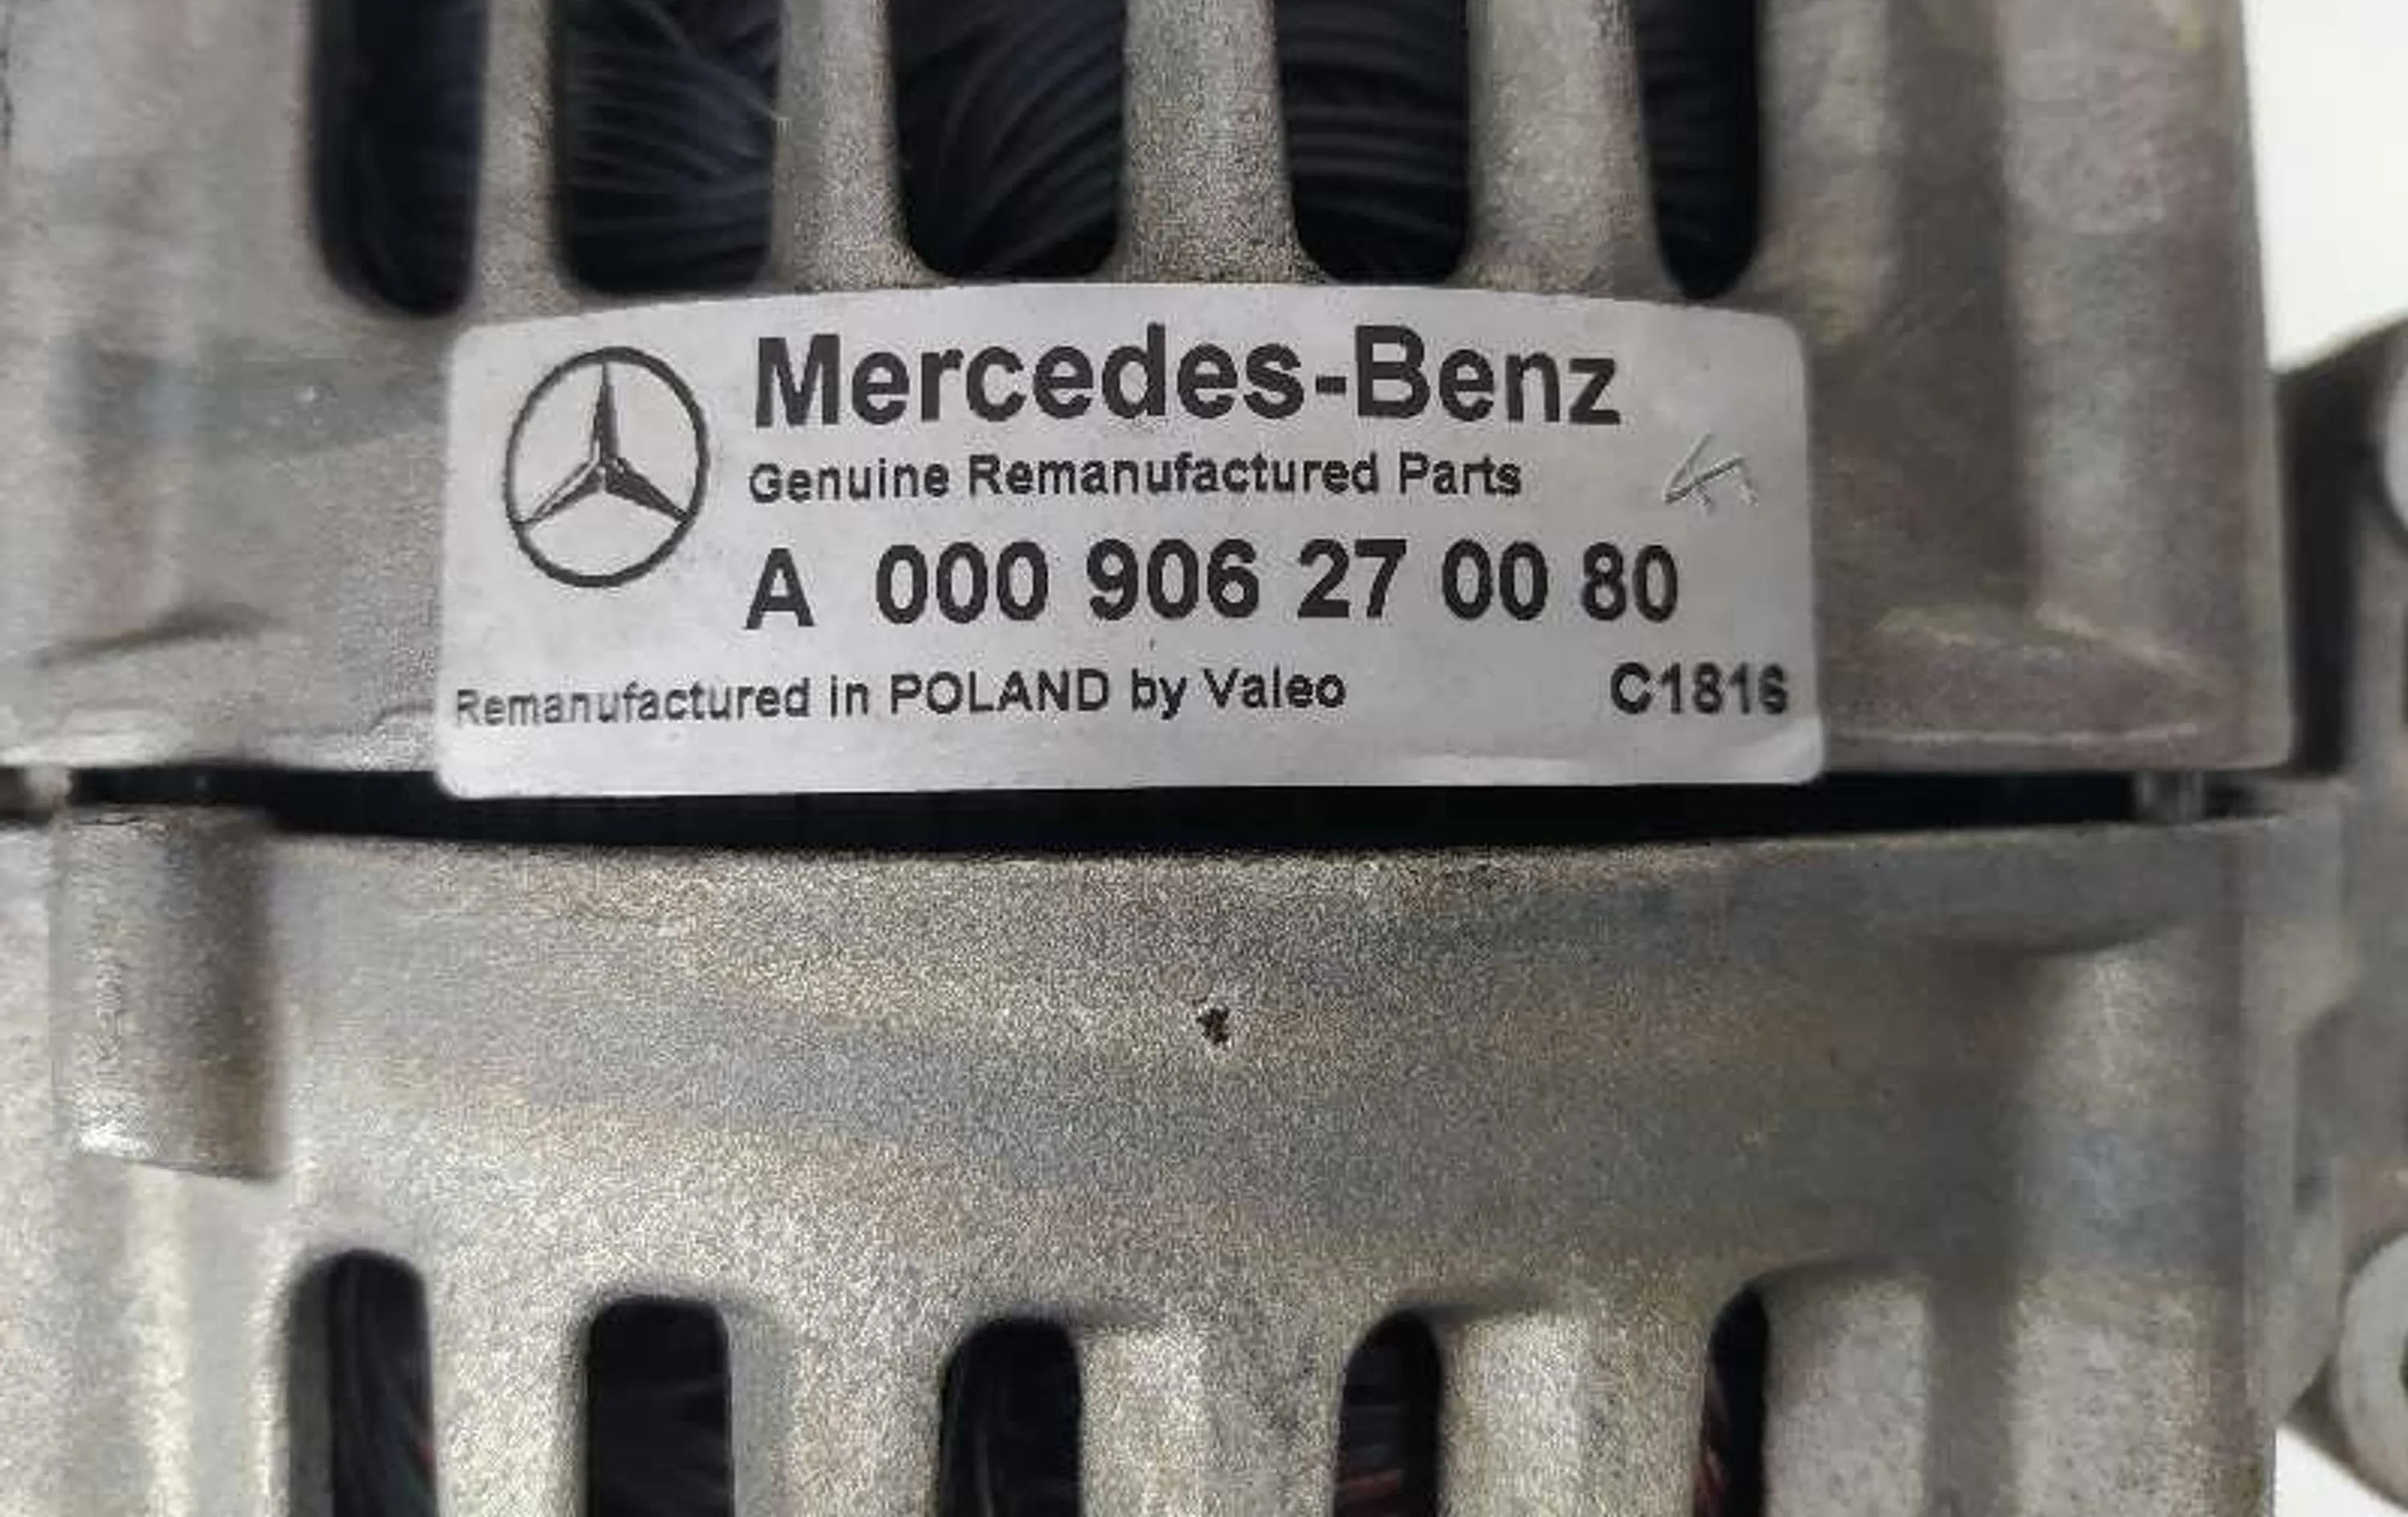 Mercedes-Benz
Genuine Remanufactured Parts
A 000 906 27 00 80
Remanufactured in POLAND by Valeo C1816